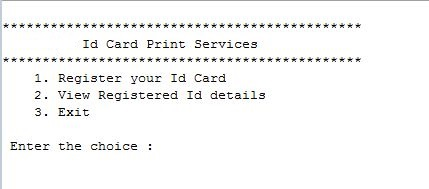 *********************************************
Id Card Print Services
*********************************************
1. Register your Id Card
2. View Registered Id details
3. Exit
Enter the choice :